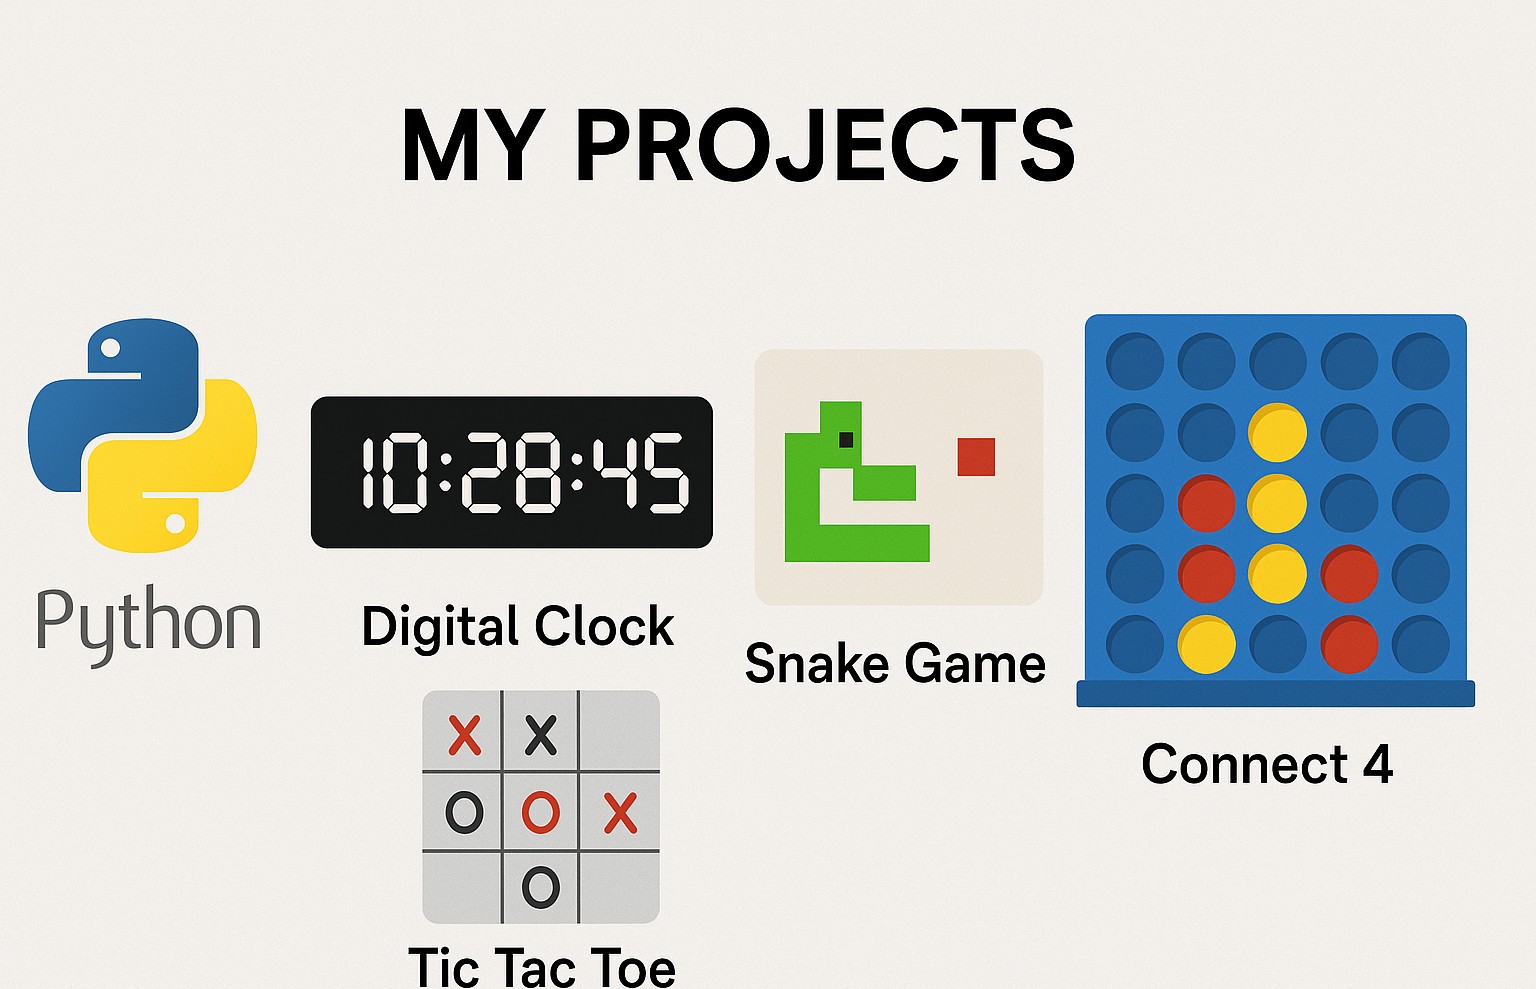 MY PROJECTS
Python
10:28:45
Digital Clock
Snake Game
Connect 4
X X
O O X
O
Tic Tac Toe